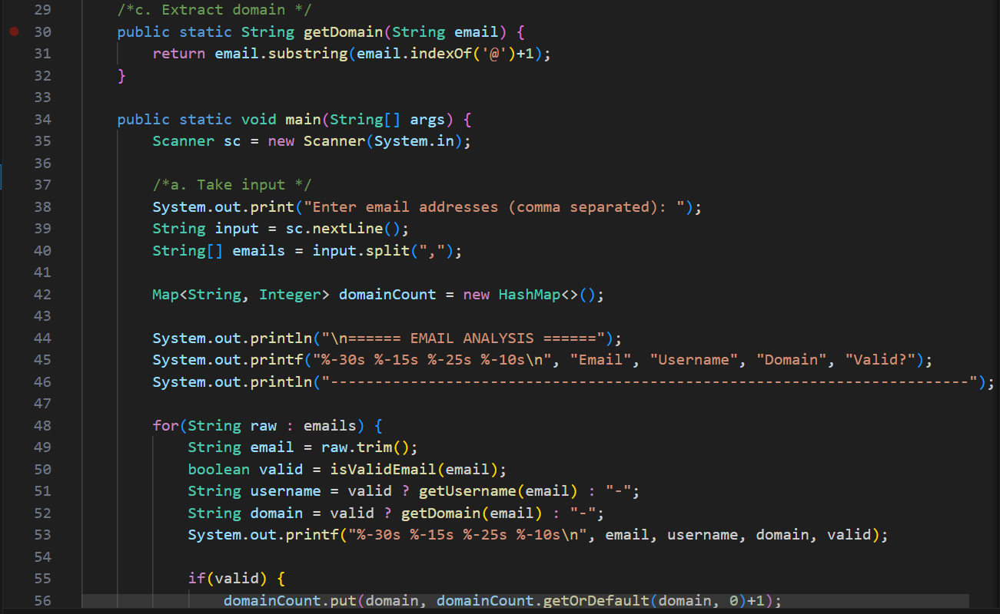 29 /*c. Extract domain */
30 public static String getDomain(String email) {
31 return email.substring(email.indexOf('@')+1);
32 }
33
34 public static void main(String[] args) {
35 Scanner sc = new Scanner(System.in);
36
37 /*a. Take input */
38 System.out.print("Enter email addresses (comma separated): ");
39 String input = sc.nextLine();
40 String[] emails = input.split(",");
41
42 Map<String, Integer> domainCount = new HashMap<>();
43
44 System.out.println("\n====== EMAIL ANALYSIS ======");
45 System.out.printf("%-30s %-15s %-25s %-10s\n", "Email", "Username", "Domain", "Valid?");
46 System.out.println("------------------------------------------------------------------------");
47
48 for(String raw : emails) {
49 String email = raw.trim();
50 boolean valid = isValidEmail(email);
51 String username = valid ? getUsername(email) : "-";
52 String domain = valid ? getDomain(email) : "-";
53 System.out.printf("%-30s %-15s %-25s %-10s\n", email, username, domain, valid);
54
55 if(valid) {
56 domainCount.put(domain, domainCount.getOrDefault(domain, 0)+1);